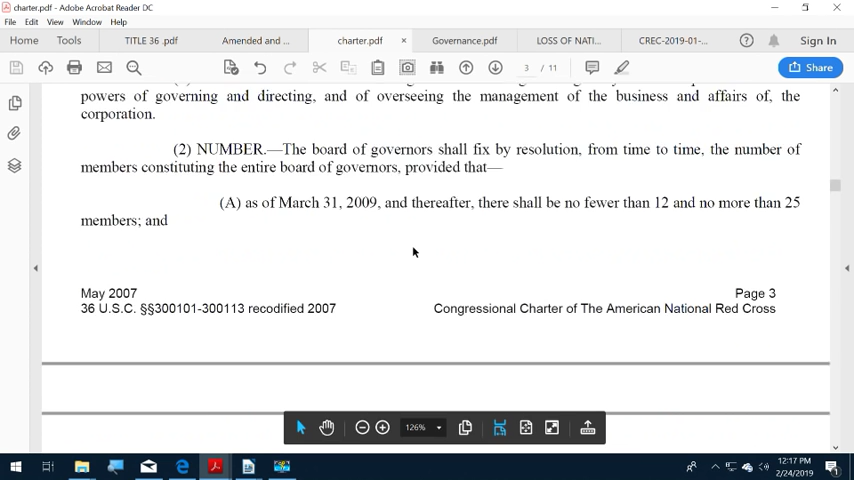 charter.pdf - Adobe Acrobat Reader DC
File Edit View Window Help
Home Tools TITLE 36 .pdf Amended and ... charter.pdf × Governance.pdf LOSS OF NATI... CREC-2019-01-... Sign In
3 / 11 Share
powers of governing and directing, and of overseeing the management of the business and affairs of, the
corporation.
(2) NUMBER.—The board of governors shall fix by resolution, from time to time, the number of
members constituting the entire board of governors, provided that—
(A) as of March 31, 2009, and thereafter, there shall be no fewer than 12 and no more than 25
members; and
May 2007 Page 3
36 U.S.C. §§300101-300113 recodified 2007 Congressional Charter of The American National Red Cross
126%
12:17 PM
2/24/2019